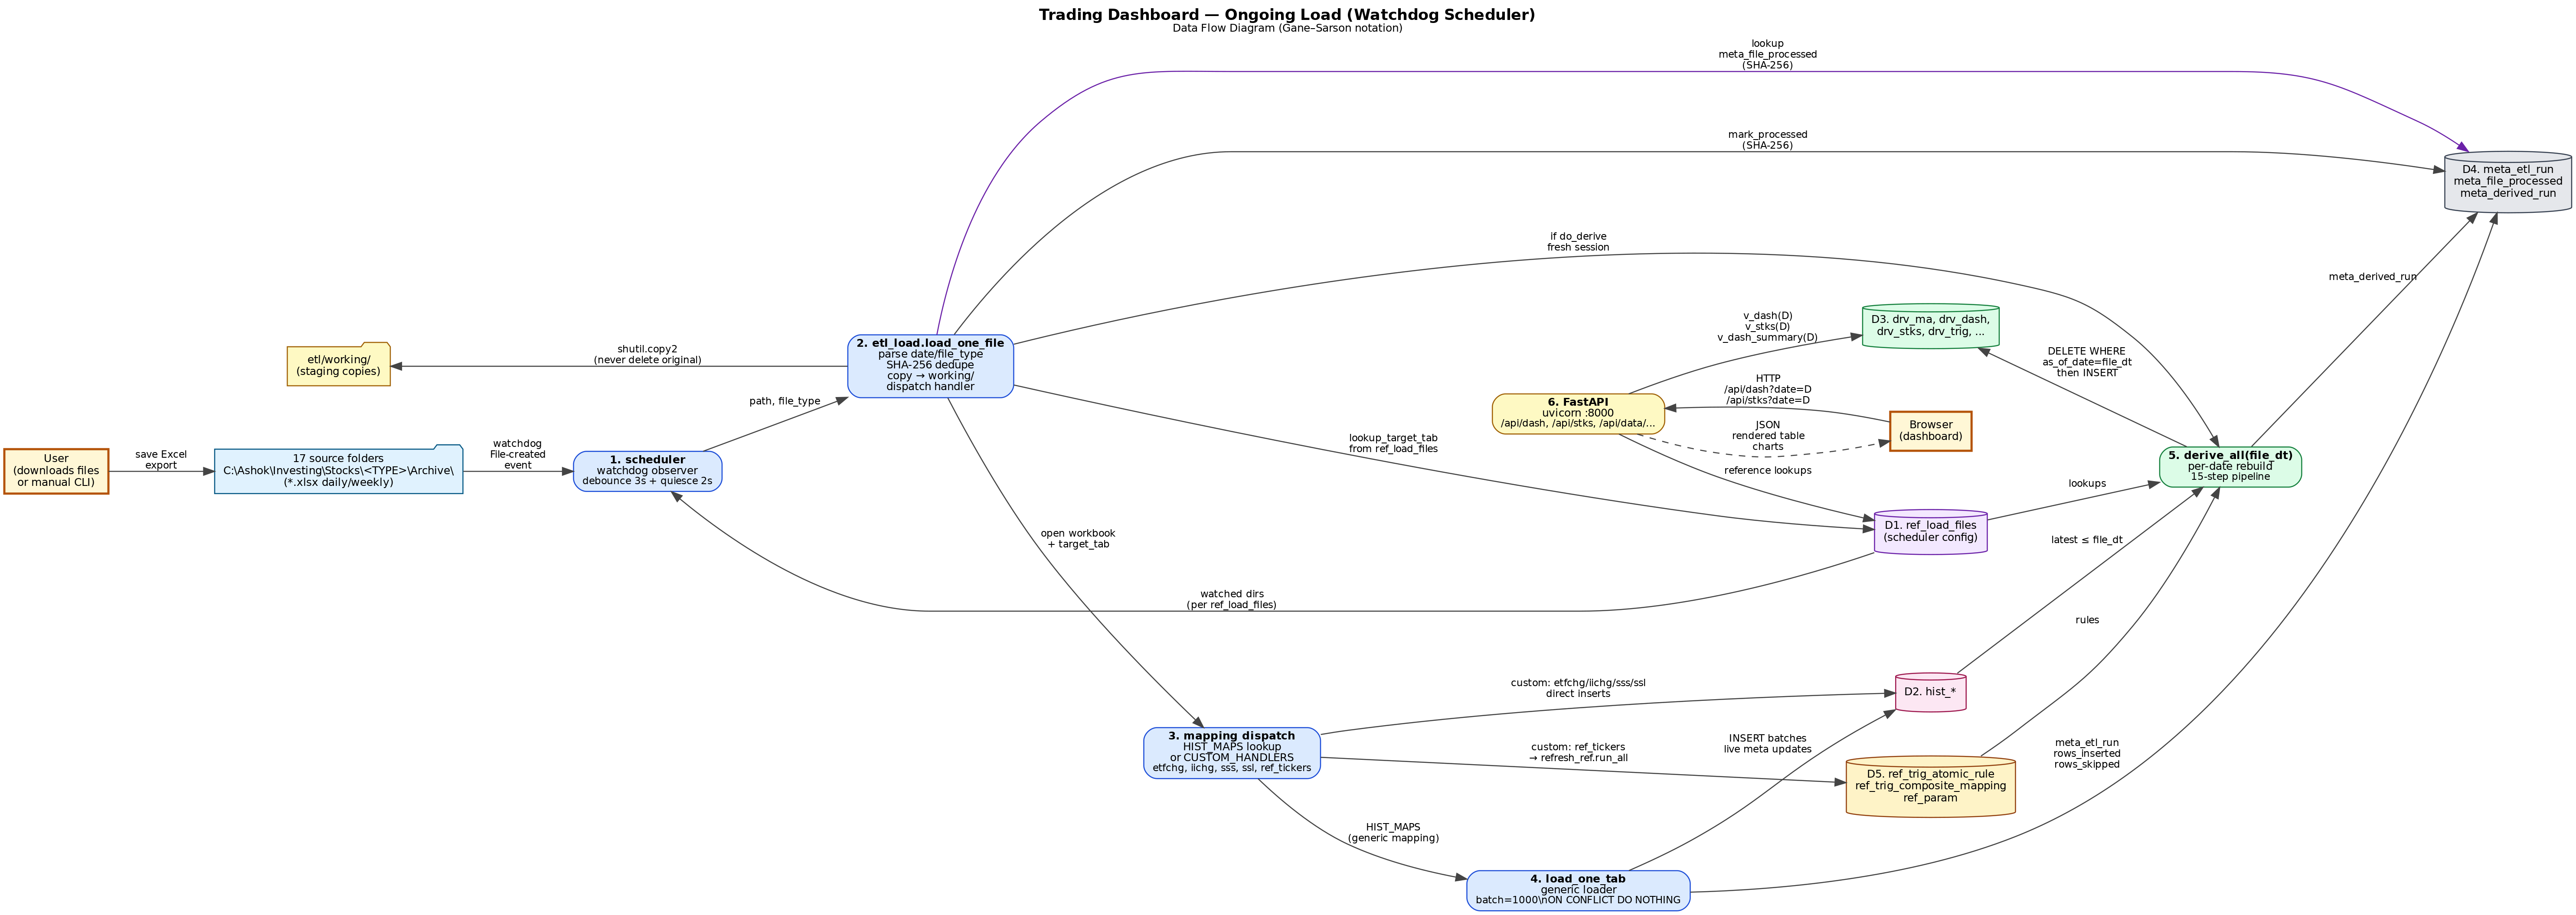 Trading Dashboard — Ongoing Load (Watchdog Scheduler)
Data Flow Diagram (Gane–Sarson notation)
lookup
meta_file_processed
(SHA-256)
mark_processed
(SHA-256)
D4. meta_etl_run
meta_file_processed
meta_derived_run
if do_derive
fresh session
meta_derived_run
v_dash(D)
v_stks(D)
v_dash_summary(D)
D3. drv_ma, drv_dash,
drv_stks, drv_trig, ...
DELETE WHERE
as_of_date=file_dt
then INSERT
etl/working/
(staging copies)
shutil.copy2
(never delete original)
2. etl_load.load_one_file
parse date/file_type
SHA-256 dedupe
copy → working/
dispatch handler
path, file_type
HTTP
/api/dash?date=D
/api/stks?date=D
6. FastAPI
uvicorn :8000
/api/dash, /api/stks, /api/data/...
JSON
rendered table
charts
Browser
(dashboard)
User
(downloads files
or manual CLI)
save Excel
export
17 source folders
C:\Ashok\Investing\Stocks\<TYPE>\Archive\
(*.xlsx daily/weekly)
watchdog
File-created
event
1. scheduler
watchdog observer
debounce 3s + quiesce 2s
lookup_target_tab
from ref_load_files
reference lookups
5. derive_all(file_dt)
per-date rebuild
15-step pipeline
lookups
D1. ref_load_files
(scheduler config)
open workbook
+ target_tab
latest ≤ file_dt
watched dirs
(per ref_load_files)
rules
custom: etfchg/iichg/sss/ssl
direct inserts
D2. hist_*
3. mapping dispatch
HIST_MAPS lookup
or CUSTOM_HANDLERS
etfchg, iichg, sss, ssl, ref_tickers
custom: ref_tickers
→ refresh_ref.run_all
INSERT batches
live meta updates
meta_etl_run
rows_inserted
rows_skipped
D5. ref_trig_atomic_rule
ref_trig_composite_mapping
ref_param
HIST_MAPS
(generic mapping)
4. load_one_tab
generic loader
batch=1000\nON CONFLICT DO NOTHING